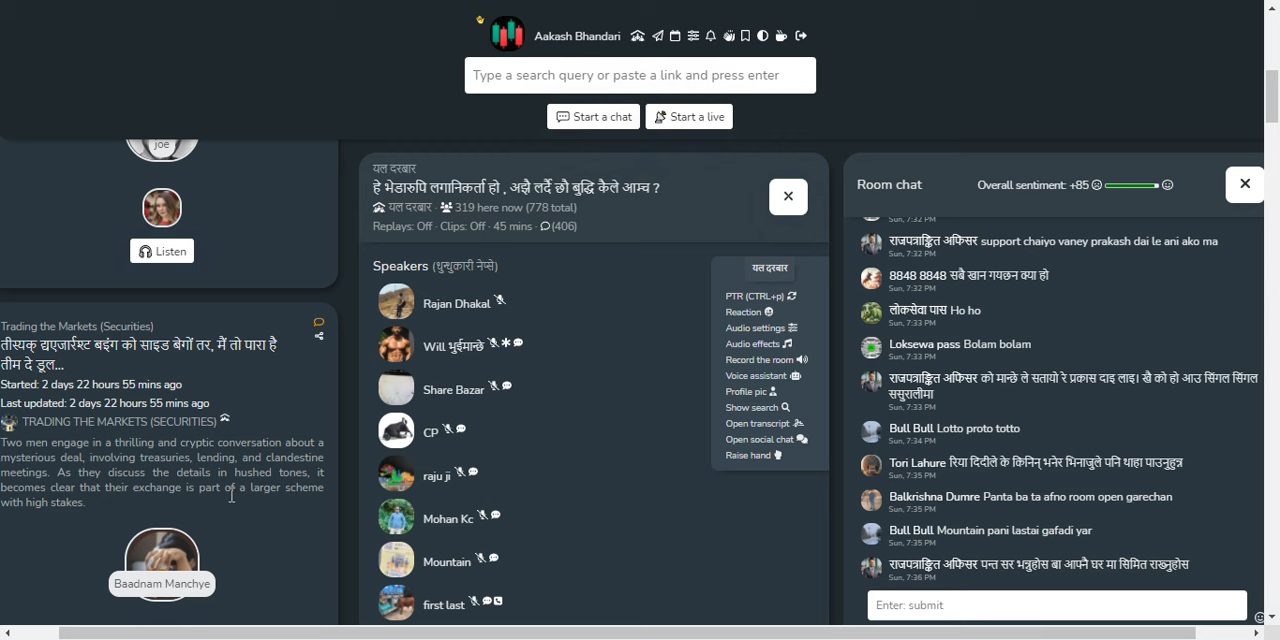 Aakash Bhandari
Type a search query or paste a link and press enter
Start a chat
Start a live
joe
Listen
Trading the Markets (Securities)
तीस्यक् द्यएजार्रस्ट बइंग को साइड बेगों तर, मैं तो पारा है
तीम दे डूल...
Started: 2 days 22 hours 55 mins ago
Last updated: 2 days 22 hours 55 mins ago
TRADING THE MARKETS (SECURITIES)
Two men engage in a thrilling and cryptic conversation about a
mysterious deal, involving treasuries, lending, and clandestine
meetings. As they discuss the details in hushed tones, it
becomes clear that their exchange is part of a larger scheme
with high stakes.
Baadnam Manchye
यल दरबार
हे भेडारुपि लगानिकर्ता हो , अझै लर्दै छौ बुद्धि कैले आम्च ?
यल दरबार · 319 here now (778 total)
Replays: Off · Clips: Off · 45 mins · (406)
Speakers (धुन्धुकारी नेप्से)
Rajan Dhakal
Will भुईमान्छे
Share Bazar
CP
raju ji
Mohan Kc
Mountain
first last
यल दरबार
PTR (CTRL+p)
Reaction
Audio settings
Audio effects
Record the room
Voice assistant
Profile pic
Show search
Open transcript
Open social chat
Raise hand
Room chat
Overall sentiment: +85
Sun, 7:32 PM
राजपत्राङ्कित अफिसर support chaiyo vaney prakash dai le ani ako ma
Sun, 7:32 PM
8848 8848 सबै खान गयछन क्या हो
Sun, 7:32 PM
लोकसेवा पास Ho ho
Sun, 7:33 PM
Loksewa pass Bolam bolam
Sun, 7:33 PM
राजपत्राङ्कित अफिसर को मान्छे ले सतायो रे प्रकास दाइ लाइ। खै को हो आउ सिंगल सिंगल
ससुरालीमा
Sun, 7:33 PM
Bull Bull Lotto proto totto
Sun, 7:34 PM
Tori Lahure रिया दिदीले के किनिन् भनेर भिनाजुले पनि थाहा पाउनुहुन्न
Sun, 7:35 PM
Balkrishna Dumre Panta ba ta afno room open garechan
Sun, 7:35 PM
Bull Bull Mountain pani lastai gafadi yar
Sun, 7:35 PM
राजपत्राङ्कित अफिसर पन्त सर भन्नुहोस बा आफ्नै घर मा सिमित राख्नुहोस
Sun, 7:36 PM
Enter: submit